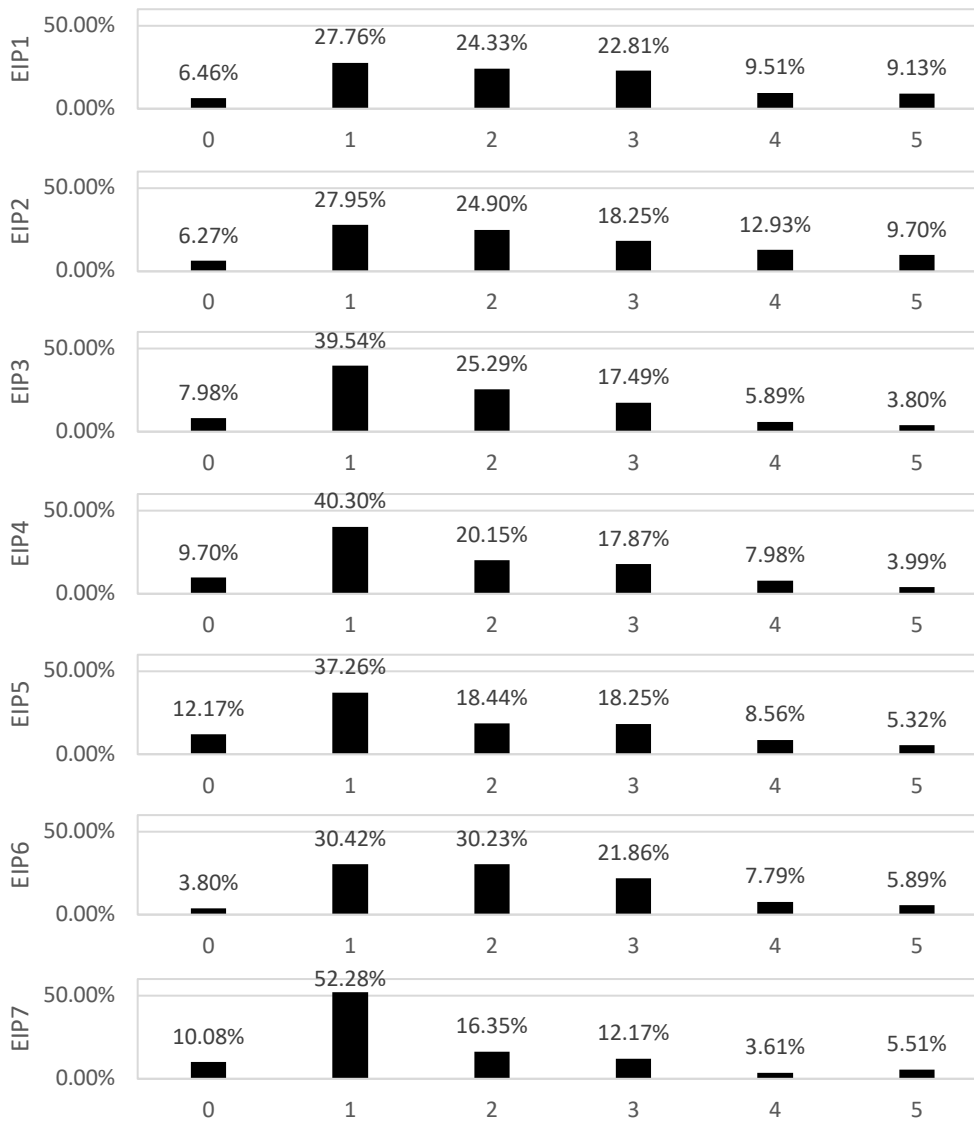 50.00%
27.76% 24.33% 22.81%
EIP1 6.46% 9.51% 9.13%
0.00%
0 1 2 3 4 5
50.00%
27.95% 24.90% 18.25% 12.93% 9.70%
EIP2 6.27%
0.00%
0 1 2 3 4 5
39.54%
50.00%
25.29% 17.49%
EIP3 7.98% 5.89% 3.80%
0.00%
0 1 2 3 4 5
40.30%
50.00%
20.15% 17.87%
EIP4 9.70% 7.98% 3.99%
0.00%
0 1 2 3 4 5
50.00% 37.26%
EIP5 12.17% 18.44% 18.25% 8.56% 5.32%
0.00%
0 1 2 3 4 5
50.00%
30.42% 30.23% 21.86%
EIP6 3.80% 7.79% 5.89%
0.00%
0 1 2 3 4 5
52.28%
50.00%
EIP7 10.08% 16.35% 12.17% 3.61% 5.51%
0.00%
0 1 2 3 4 5